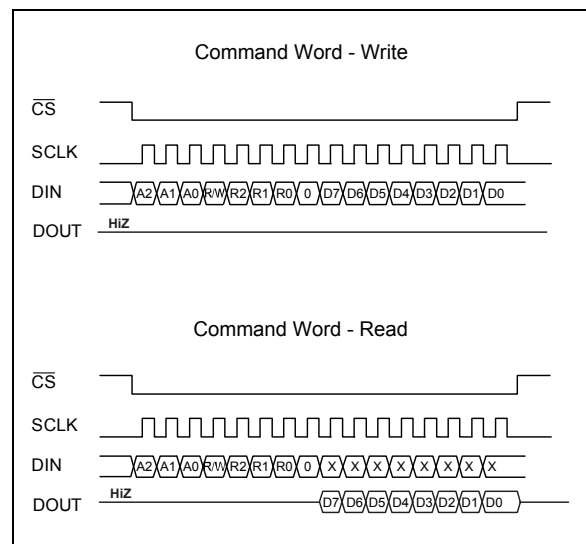 Command Word - Write
CS
SCLK
DIN A2 A1 A0 R/W R2 R1 R0 0 D7 D6 D5 D4 D3 D2 D1 D0
DOUT HiZ
Command Word - Read
CS
SCLK
DIN A2 A1 A0 R/W R2 R1 R0 0 X X X X X X X X
DOUT HiZ D7 D6 D5 D4 D3 D2 D1 D0